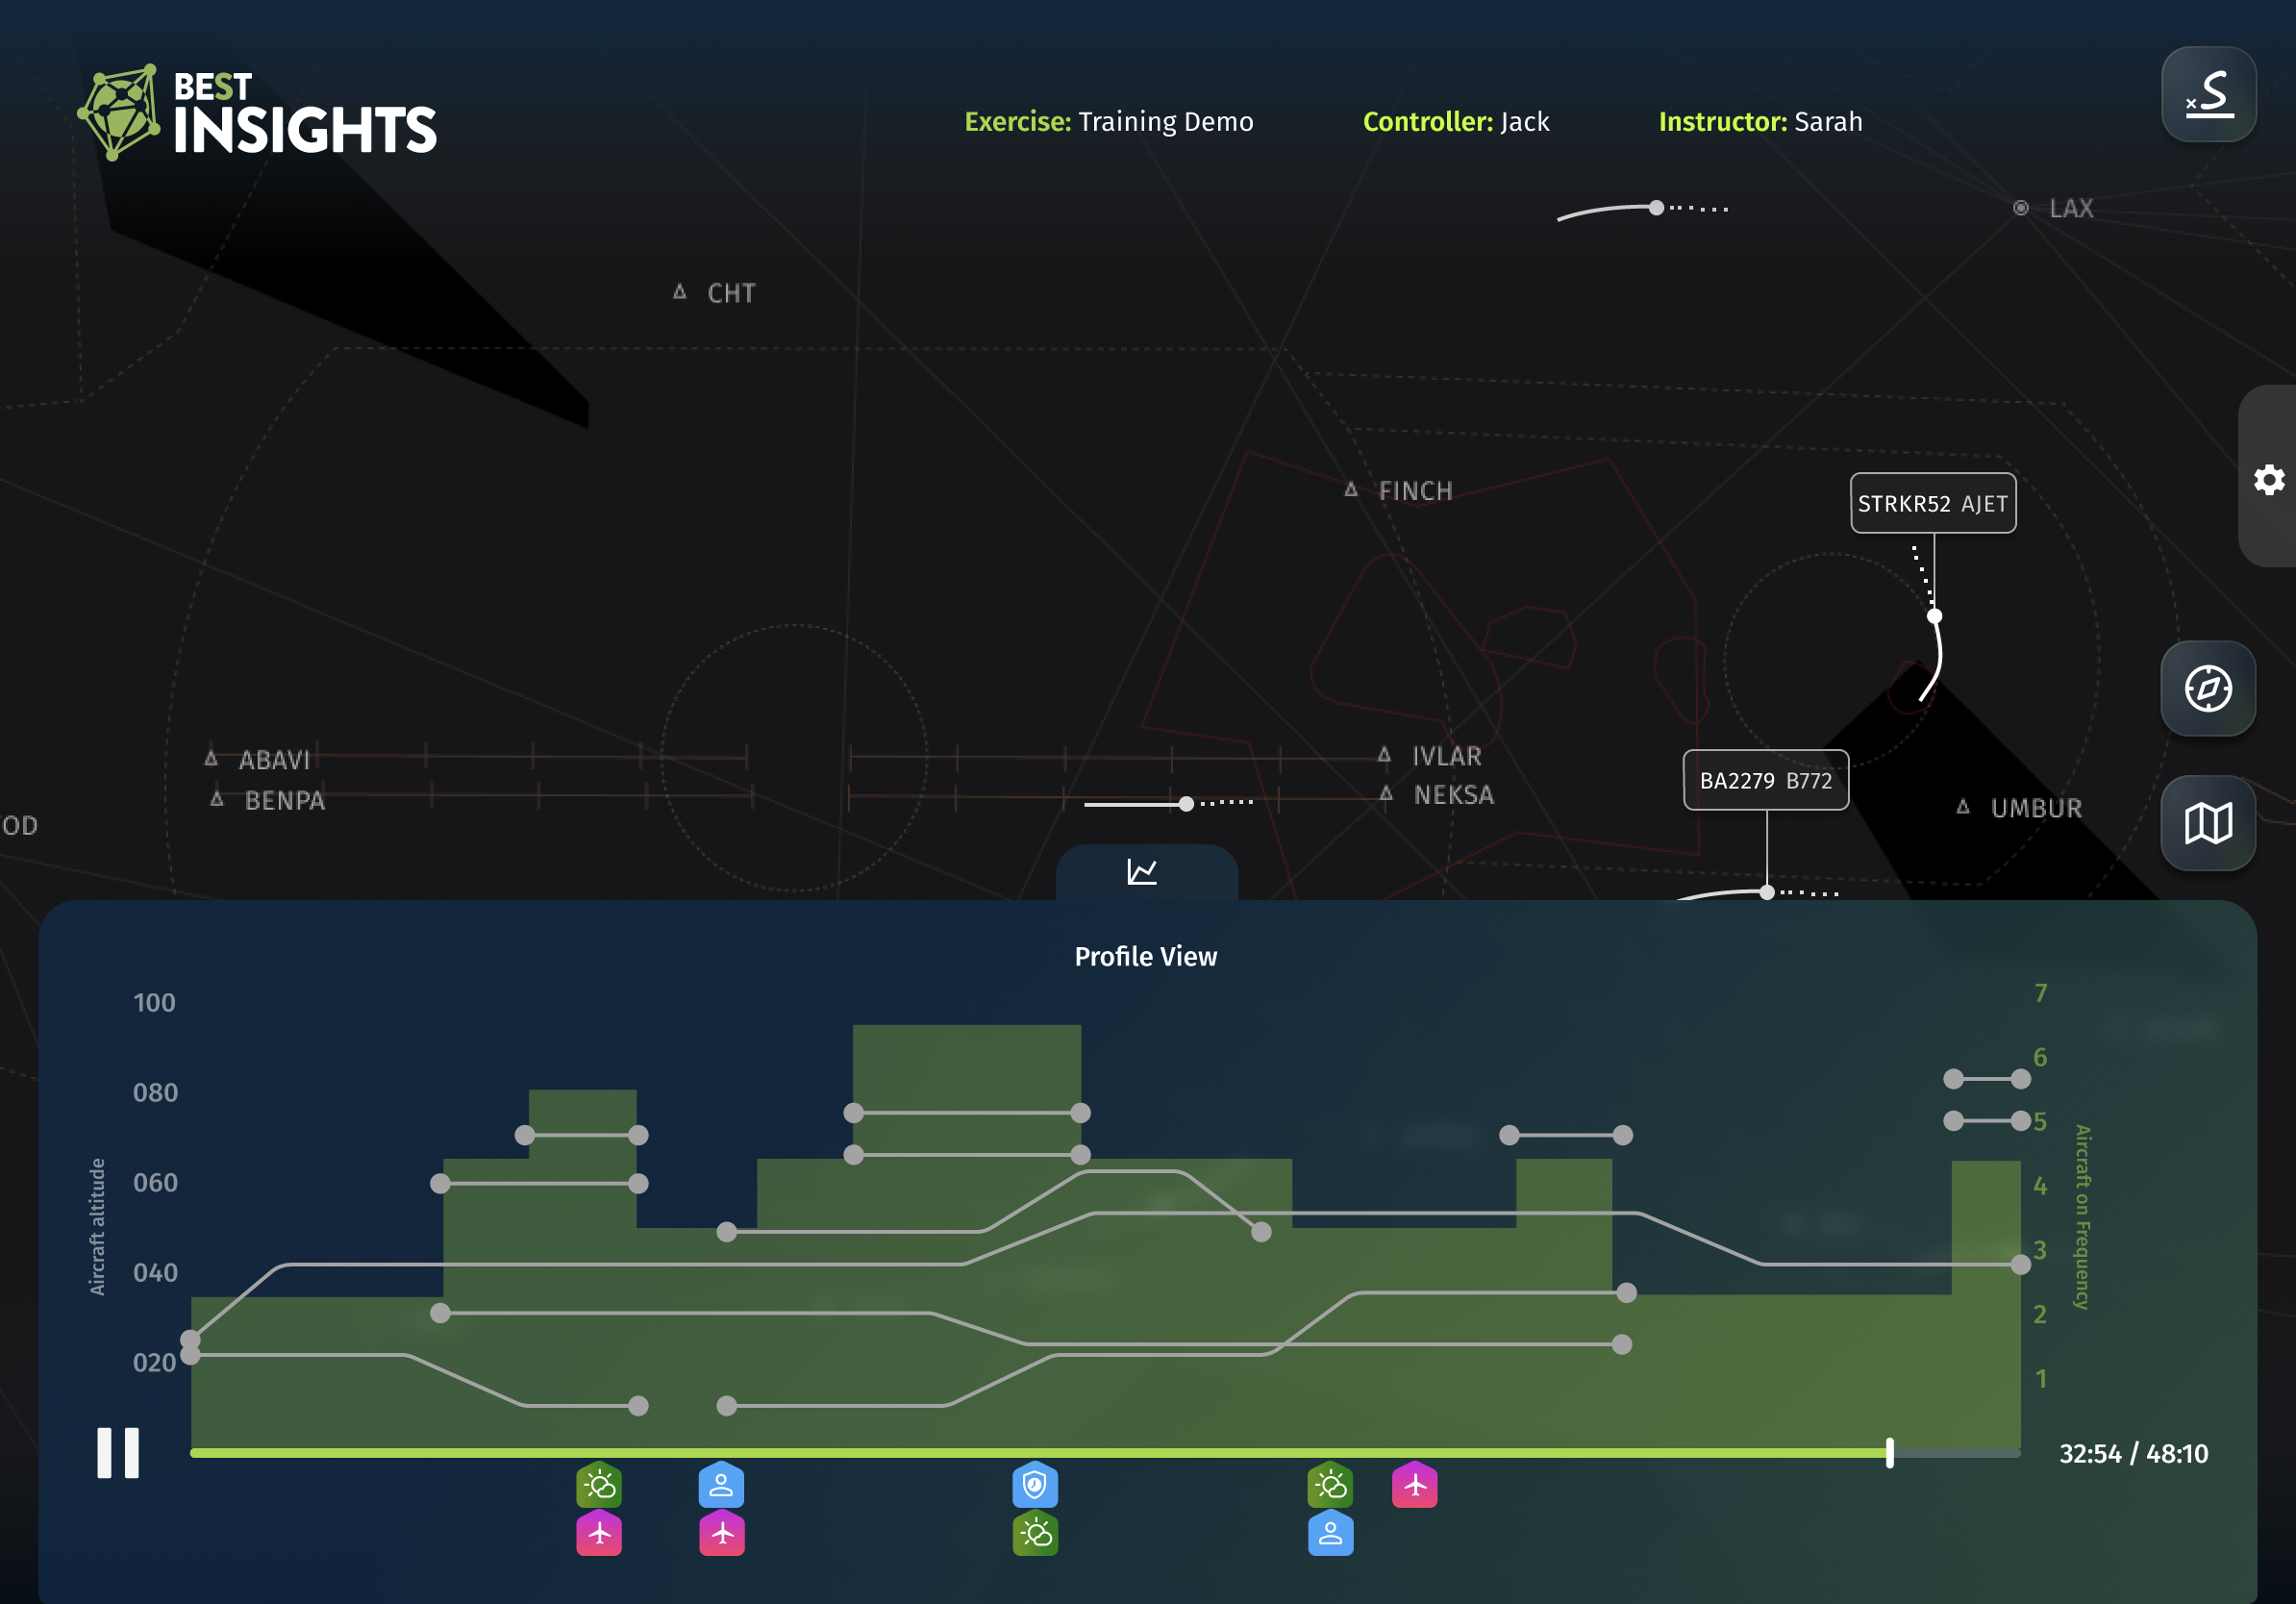 BEST
INSIGHTS
Exercise: Training Demo
Controller: Jack
Instructor: Sarah
LAX
CHT
FINCH
STRKR52 AJET
ABAVI
BENPA
IVLAR
NEKSA
BA2279 B772
UMBUR
OD
Profile View
100
080
060
040
020
Aircraft altitude
7
6
5
4
3
2
1
Aircraft on Frequency
32:54 / 48:10